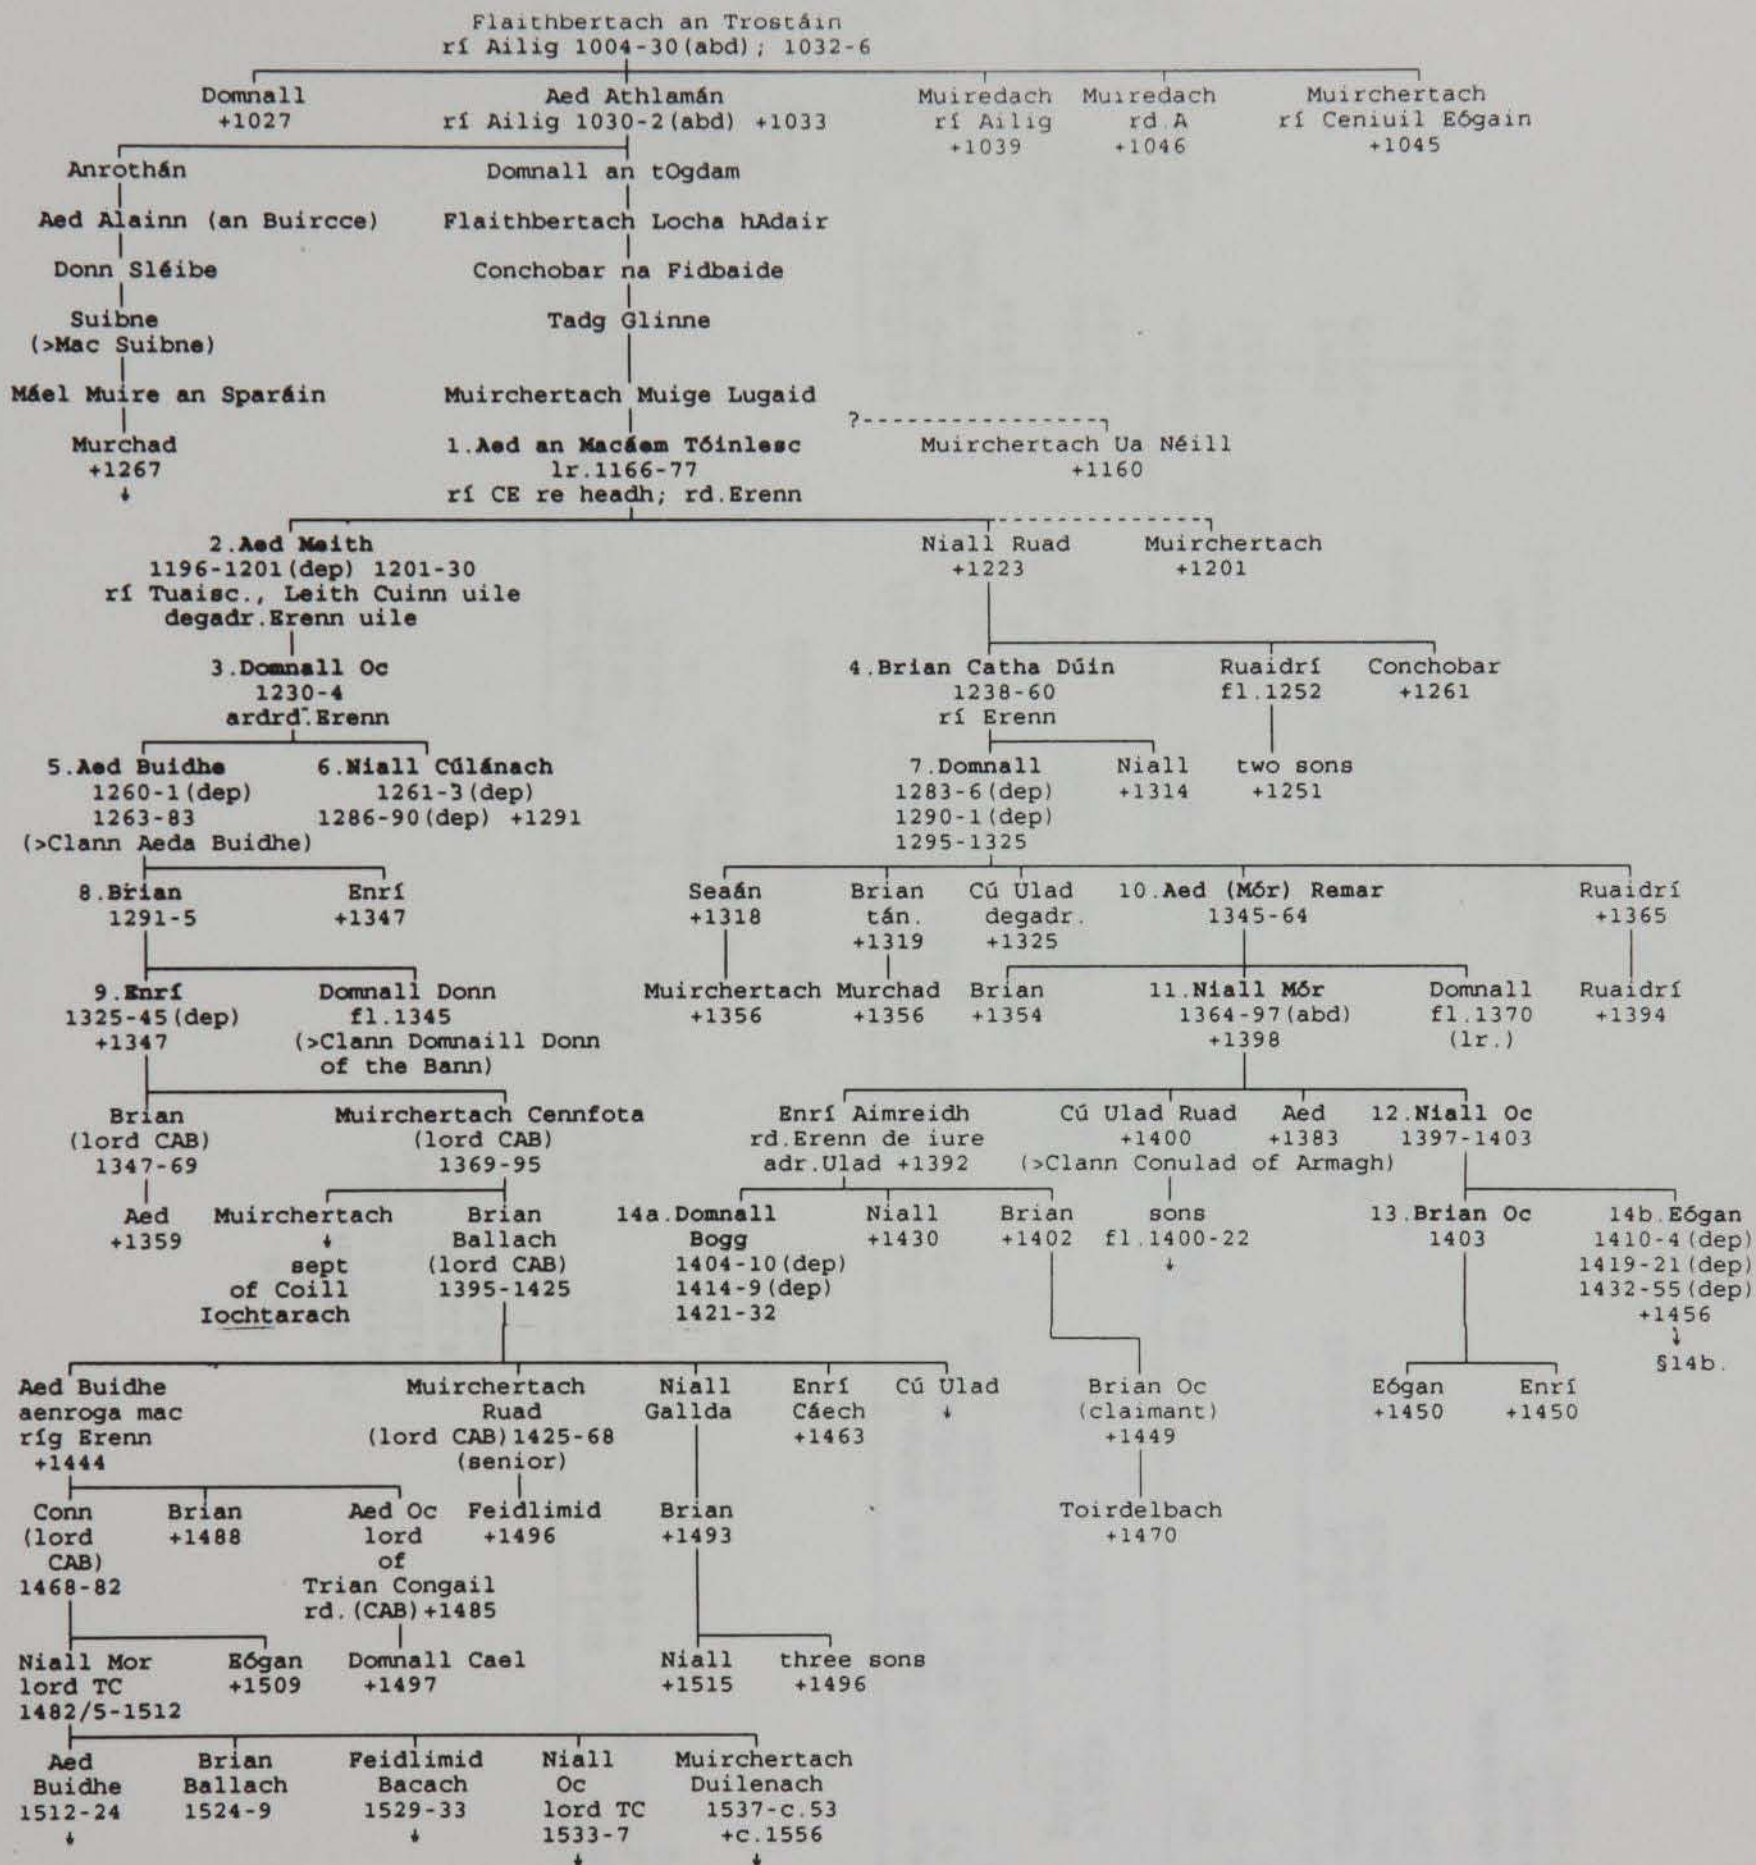 Flaithbertach an Trostáin
rí Ailig 1004-30(abd); 1032-6
Domnall Aed Athlamán Muiredach Muiredach Muirchertach
+1027 rí Ailig 1030-2(abd) +1033 rí Ailig rd.A rí Ceniuil Eógain
+1039 +1046 +1045
Anrothán Domnall an tOgdam
Aed Alainn (an Buircce) Flaithbertach Locha hAdair
Donn Sléibe Conchobar na Fidbaide
Suibne Tadg Glinne
(>Mac Suibne)
Máel Muire an Sparáin Muirchertach Muige Lugaid
?
Murchad 1.Aed an Macáem Tóinlesc Muirchertach Ua Néill
+1267 lr.1166-77 +1160
rí CE re headh; rd.Erenn
2.Aed Meith Niall Ruad Muirchertach
1196-1201(dep) 1201-30 +1223 +1201
rí Tuaisc., Leith Cuinn uile
degadr.Erenn uile
3.Domnall Oc 4.Brian Catha Dúin Ruaidrí Conchobar
1230-4 1238-60 fl.1252 +1261
ardrd.Erenn rí Erenn
5.Aed Buidhe 6.Niall Cúlánach 7.Domnall Niall two sons
1260-1(dep) 1261-3(dep) 1283-6(dep) +1314 +1251
1263-83 1286-90(dep) +1291 1290-1(dep)
(>Clann Aeda Buidhe) 1295-1325
8.Brian Enrí Seaán Brian Cú Ulad 10.Aed (Mór) Remar Ruaidrí
1291-5 +1347 +1318 tán. degadr. 1345-64 +1365
+1319 +1325
9.Enrí Domnall Donn Muirchertach Murchad Brian 11.Niall Mór Domnall Ruaidrí
1325-45(dep) fl.1345 +1356 +1356 +1354 1364-97(abd) fl.1370 +1394
+1347 (>Clann Domnaill Donn +1398 (lr.)
of the Bann)
Brian Muirchertach Cennfota Enrí Aimreidh Cú Ulad Ruad Aed 12.Niall Oc
(lord CAB) (lord CAB) rd.Erenn de iure +1400 +1383 1397-1403
1347-69 1369-95 adr.Ulad +1392 (>Clann Conulad of Armagh)
Aed Muirchertach Brian 14a.Domnall Niall Brian sons 13.Brian Oc 14b.Eógan
+1359 ↓ Ballach Bogg +1430 +1402 fl.1400-22 1403 1410-4(dep)
sept (lord CAB) 1404-10(dep) ↓ 1419-21(dep)
of Coill 1395-1425 1414-9(dep) 1432-55(dep)
Iochtarach 1421-32 +1456
↓
§14b.
Aed Buidhe Muirchertach Niall Enrí Cú Ulad Brian Oc Eógan Enrí
aenroga mac Ruad Gallda Cáech ↓ (claimant) +1450 +1450
ríg Erenn (lord CAB)1425-68 +1463 +1449
+1444 (senior)
Conn Brian Aed Oc Feidlimid Brian Toirdelbach
(lord +1488 lord +1496 +1493 +1470
CAB) of
1468-82 Trian Congail
rd.(CAB)+1485
Niall Mor Eógan Domnall Cael Niall three sons
lord TC +1509 +1497 +1515 +1496
1482/5-1512
Aed Brian Feidlimid Niall Muirchertach
Buidhe Ballach Bacach Oc Duilenach
1512-24 1524-9 1529-33 lord TC 1537-c.53
↓ ↓ 1533-7 +c.1556
↓ ↓